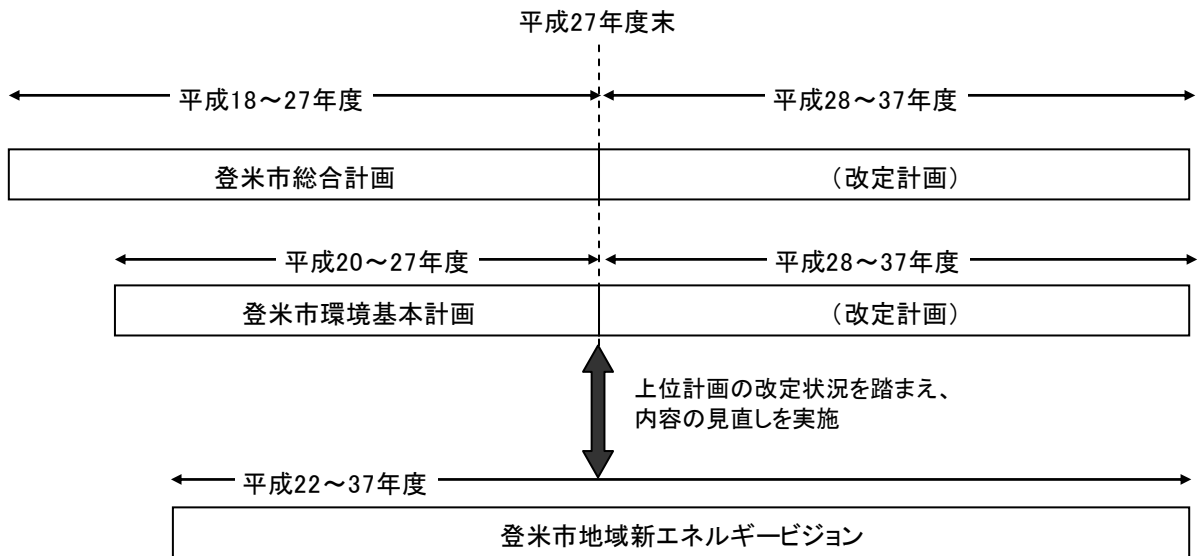 平成27年度末
平成18～27年度
平成28～37年度
登米市総合計画
（改定計画）
平成20～27年度
平成28～37年度
登米市環境基本計画
（改定計画）
上位計画の改定状況を踏まえ、
内容の見直しを実施
平成22～37年度
登米市地域新エネルギービジョン